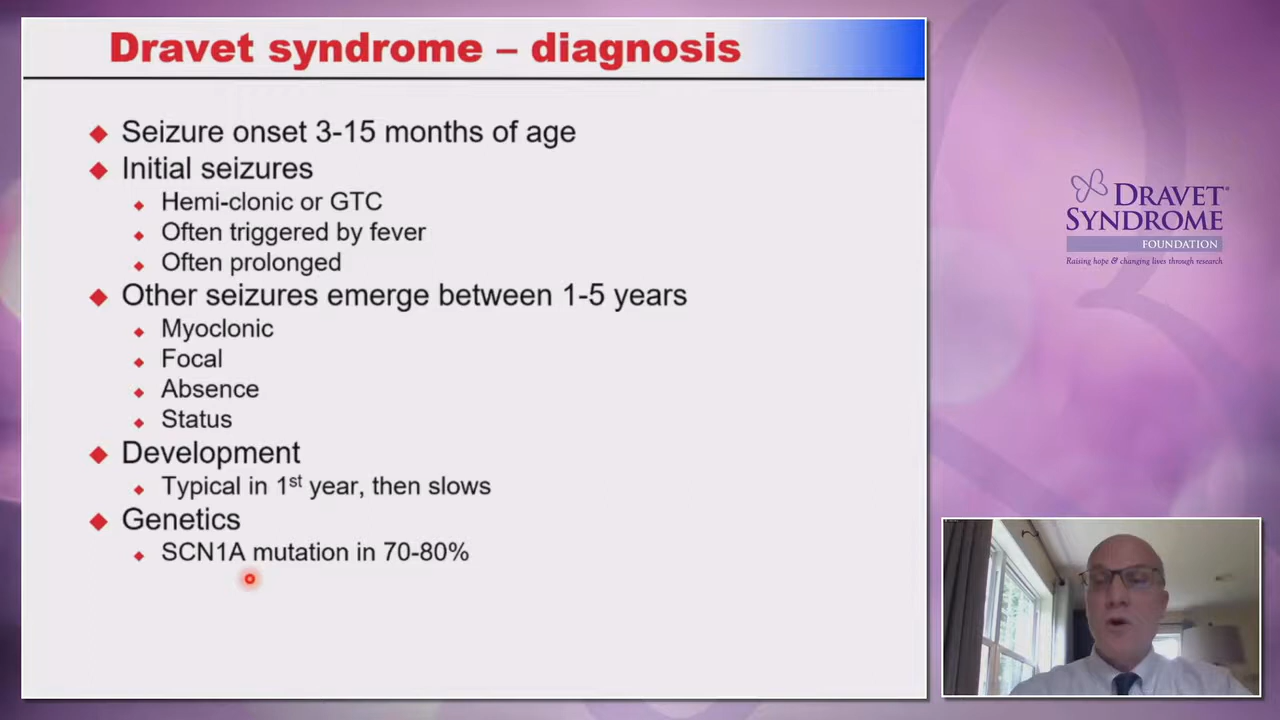 Dravet syndrome – diagnosis
Seizure onset 3-15 months of age
Initial seizures
Hemi-clonic or GTC
Often triggered by fever
Often prolonged
Other seizures emerge between 1-5 years
Myoclonic
Focal
Absence
Status
Development
Typical in 1st year, then slows
Genetics
SCN1A mutation in 70-80%
DRAVET®
SYNDROME
FOUNDATION
Raising hope & changing lives through research